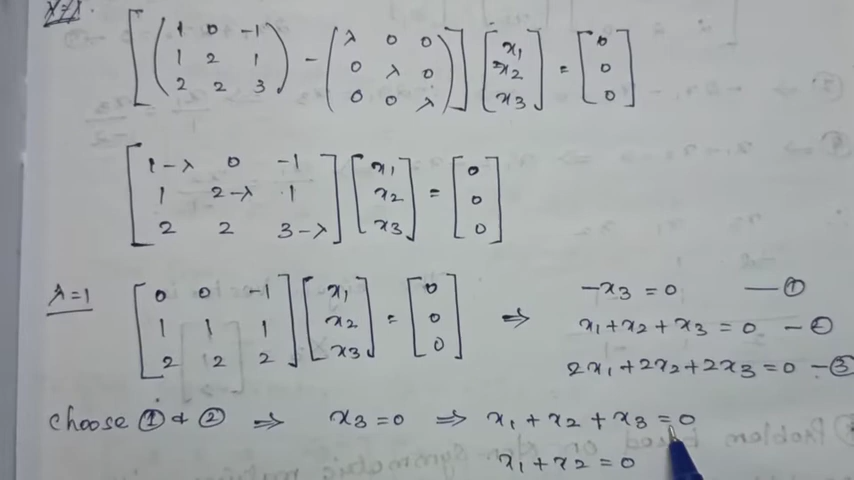 [(1 0 -1 - (λ 0 0 [x1 [0
1 2 1 0 λ 0 x2 = 0
2 2 3) 0 0 λ)] x3] 0]
[1-λ 0 -1 [x1 [0
1 2-λ 1 x2 = 0
2 2 3-λ] x3] 0]
λ=1 [0 0 -1 [x1 [0 ⇒ -x3 = 0 — ①
1 1 1 x2 = 0 x1+x2+x3 = 0 — ②
2 2 2] x3] 0] 2x1+2x2+2x3 = 0 — ③
choose ① & ② ⇒ x3 = 0 ⇒ x1 + x2 + x3 = 0
x1 + x2 = 0